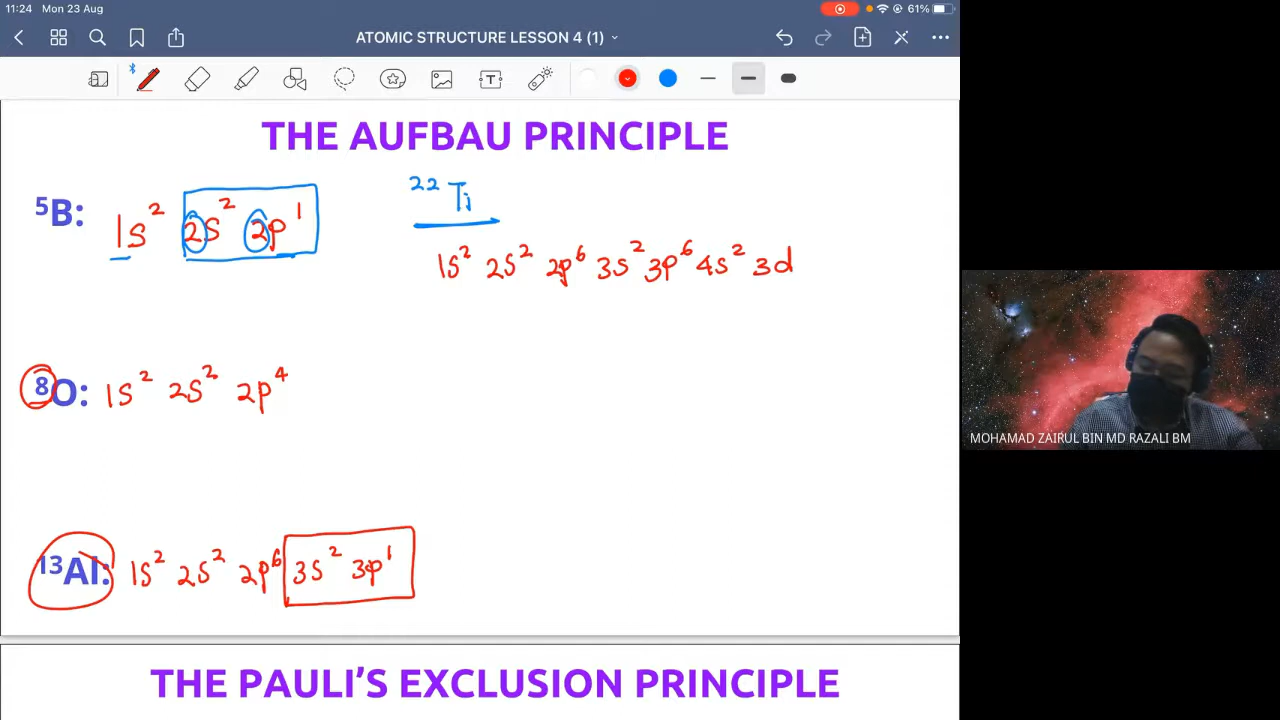 11:24 Mon 23 Aug 61%
ATOMIC STRUCTURE LESSON 4 (1)
THE AUFBAU PRINCIPLE
⁵B: 1s² 2s² 2p¹
²²Ti
1s² 2s² 2p⁶ 3s² 3p⁶ 4s² 3d
⁸O: 1s² 2s² 2p⁴
¹³Al: 1s² 2s² 2p⁶ 3s² 3p¹
THE PAULI’S EXCLUSION PRINCIPLE
MOHAMAD ZAIRUL BIN MD RAZALI BM